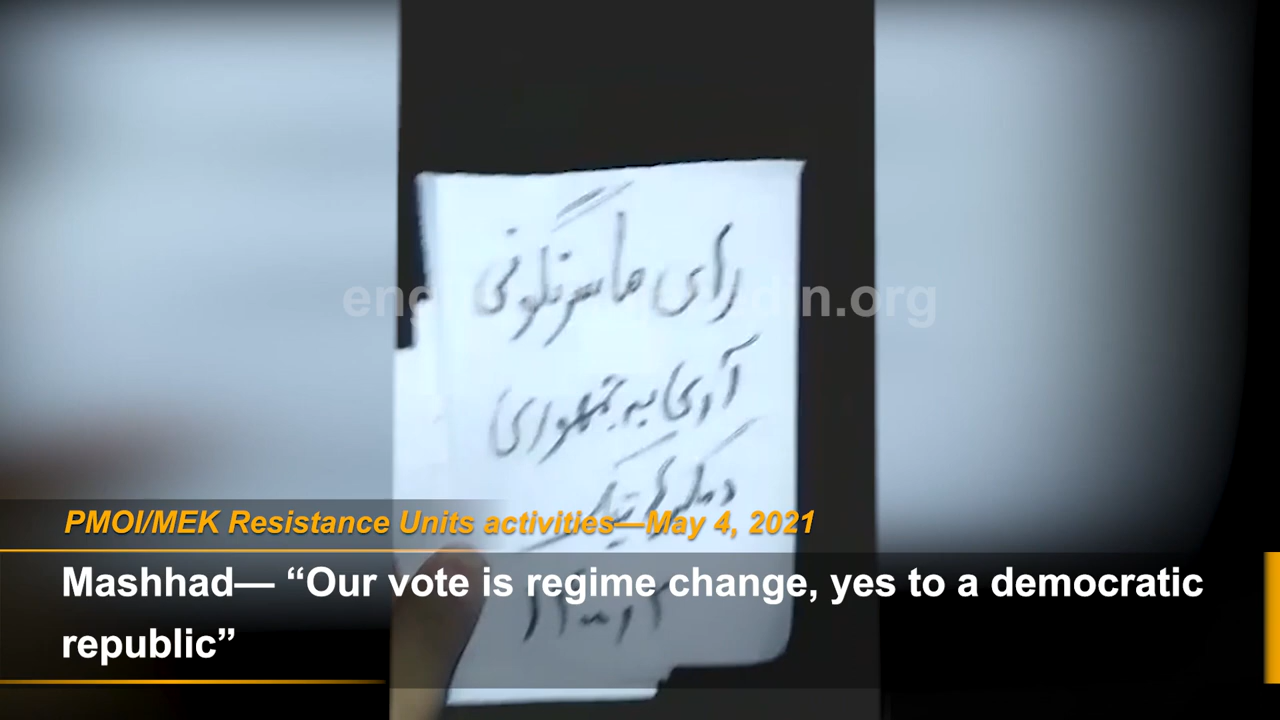 رای ما سرنگونی
آری به جمهوری
دمکراتیک
PMOI/MEK Resistance Units activities—May 4, 2021
Mashhad— “Our vote is regime change, yes to a democratic
republic”